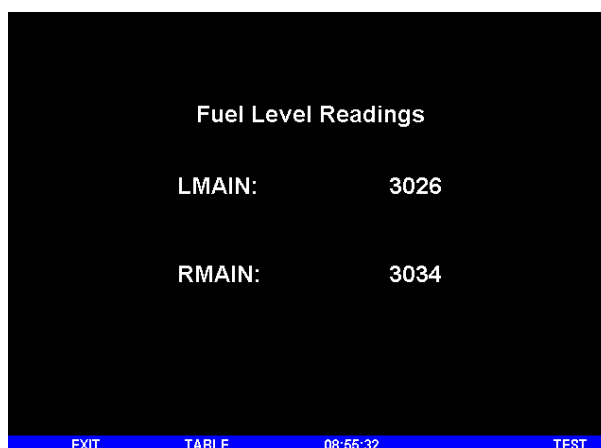 Fuel Level Readings
LMAIN: 3026
RMAIN: 3034
EXIT TABLE 08:55:32 TEST